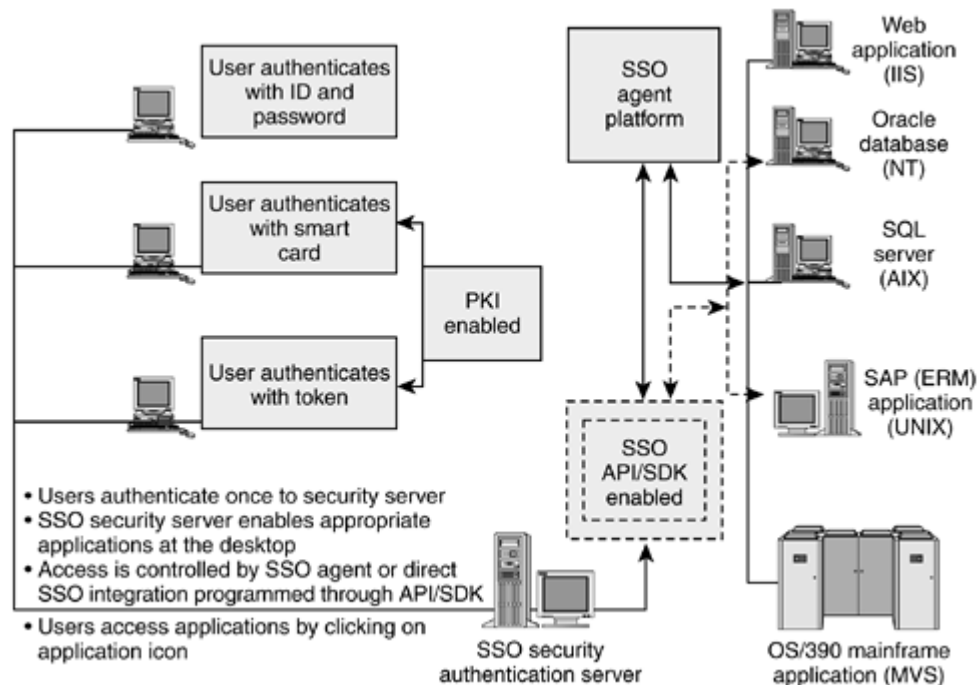 User authenticates
with ID and
password
User authenticates
with smart
card
User authenticates
with token
PKI
enabled
SSO
agent
platform
SSO
API/SDK
enabled
Web
application
(IIS)
Oracle
database
(NT)
SQL
server
(AIX)
SAP (ERM)
application
(UNIX)
OS/390 mainframe
application (MVS)
• Users authenticate once to security server
• SSO security server enables appropriate
applications at the desktop
• Access is controlled by SSO agent or direct
SSO integration programmed through API/SDK
• Users access applications by clicking on
application icon
SSO security
authentication server